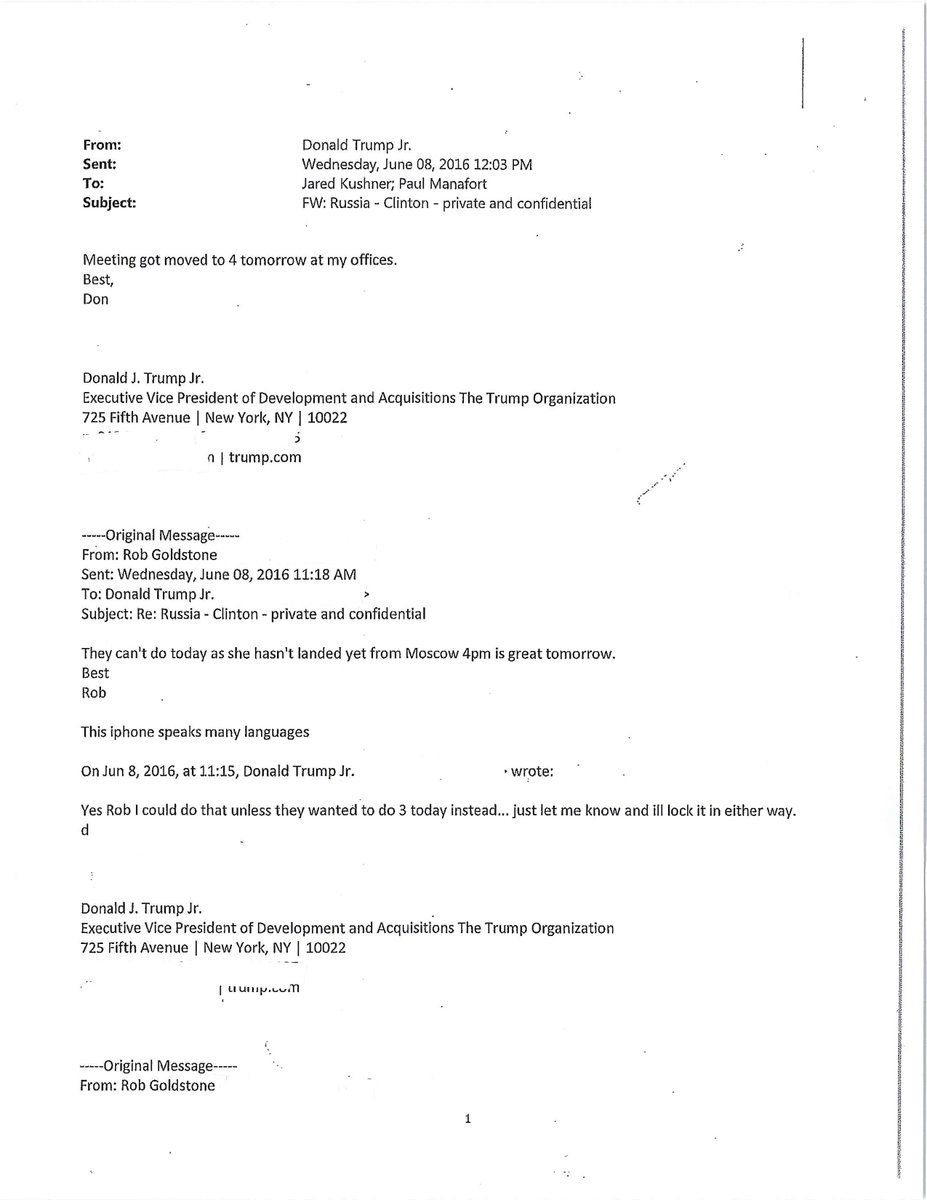 From: Donald Trump Jr.
Sent: Wednesday, June 08, 2016 12:03 PM
To: Jared Kushner; Paul Manafort
Subject: FW: Russia - Clinton - private and confidential
Meeting got moved to 4 tomorrow at my offices.
Best,
Don
Donald J. Trump Jr.
Executive Vice President of Development and Acquisitions The Trump Organization
725 Fifth Avenue | New York, NY | 10022
| trump.com
-----Original Message-----
From: Rob Goldstone
Sent: Wednesday, June 08, 2016 11:18 AM
To: Donald Trump Jr. >
Subject: Re: Russia - Clinton - private and confidential
They can't do today as she hasn't landed yet from Moscow 4pm is great tomorrow.
Best
Rob
This iphone speaks many languages
On Jun 8, 2016, at 11:15, Donald Trump Jr. wrote:
Yes Rob I could do that unless they wanted to do 3 today instead... just let me know and ill lock it in either way.
d
Donald J. Trump Jr.
Executive Vice President of Development and Acquisitions The Trump Organization
725 Fifth Avenue | New York, NY | 10022
-----Original Message-----
From: Rob Goldstone
1